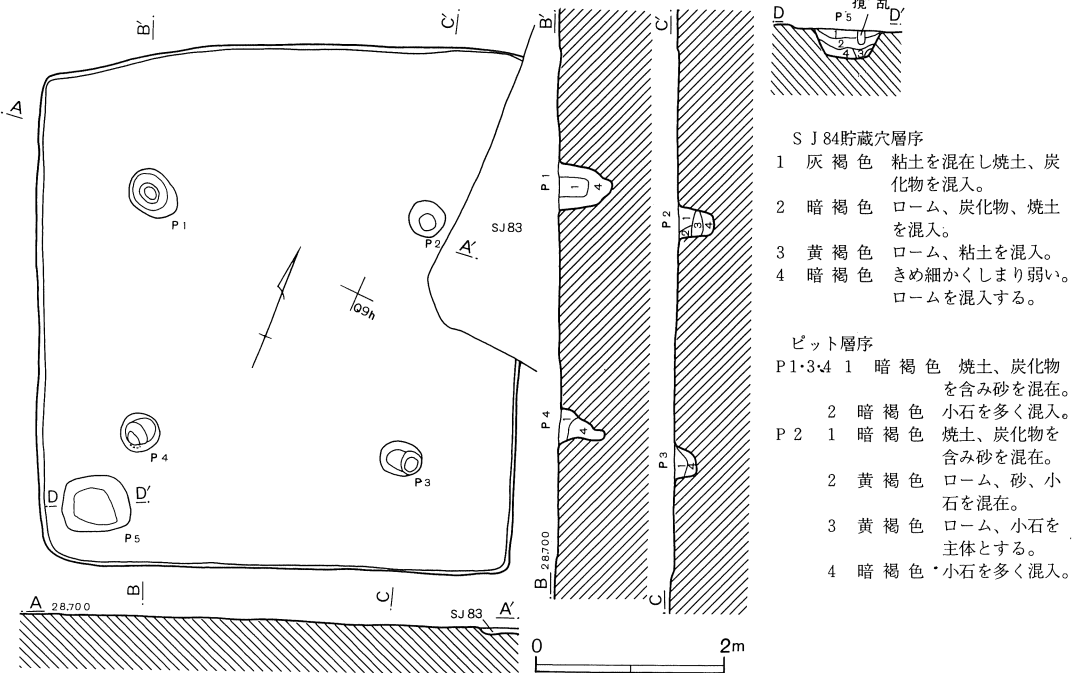 B′
C′
A
P1
P2
SJ83
A′
Q9h
P4
P3
D
D′
P5
B
C
A 28.700
SJ83 A′
B′
P1
P4
B 28.700
1
4
4
C′
P2
P3
C
1
2
3
4
1
4
0
2m
撹乱
D
P5
D′
1
2
4
3
SJ84貯蔵穴層序
1 灰褐色 粘土を混在し焼土、炭
化物を混入。
2 暗褐色 ローム、炭化物、焼土
を混入。
3 黄褐色 ローム、粘土を混入。
4 暗褐色 きめ細かくしまり弱い。
ロームを混入する。
ピット層序
P1・3・4 1 暗褐色 焼土、炭化物
を含み砂を混在。
2 暗褐色 小石を多く混入。
P2 1 暗褐色 焼土、炭化物を
含み砂を混在。
2 黄褐色 ローム、砂、小
石を混在。
3 黄褐色 ローム、小石を
主体とする。
4 暗褐色 小石を多く混入。